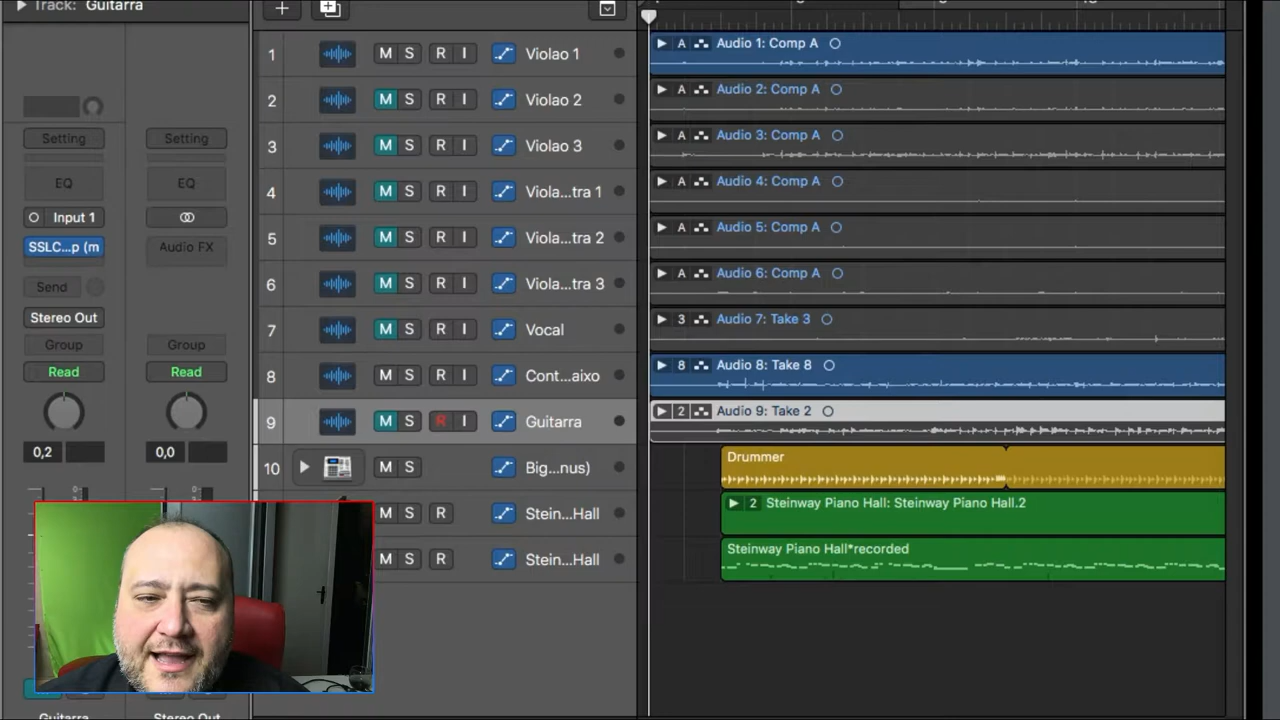 Track: Guitarra
Setting Setting
EQ EQ
Input 1
SSLC...p (m Audio FX
Send
Stereo Out
Group Group
Read Read
0,2 0,0
Guitarra Stereo Out
1 M S R I Violao 1
2 M S R I Violao 2
3 M S R I Violao 3
4 M S R I Viola...tra 1
5 M S R I Viola...tra 2
6 M S R I Viola...tra 3
7 M S R I Vocal
8 M S R I Cont...aixo
9 M S R I Guitarra
10 M S Big...nus)
M S R Stein...Hall
M S R Stein...Hall
A Audio 1: Comp A
A Audio 2: Comp A
A Audio 3: Comp A
A Audio 4: Comp A
A Audio 5: Comp A
A Audio 6: Comp A
3 Audio 7: Take 3
8 Audio 8: Take 8
2 Audio 9: Take 2
Drummer
2 Steinway Piano Hall: Steinway Piano Hall.2
Steinway Piano Hall*recorded